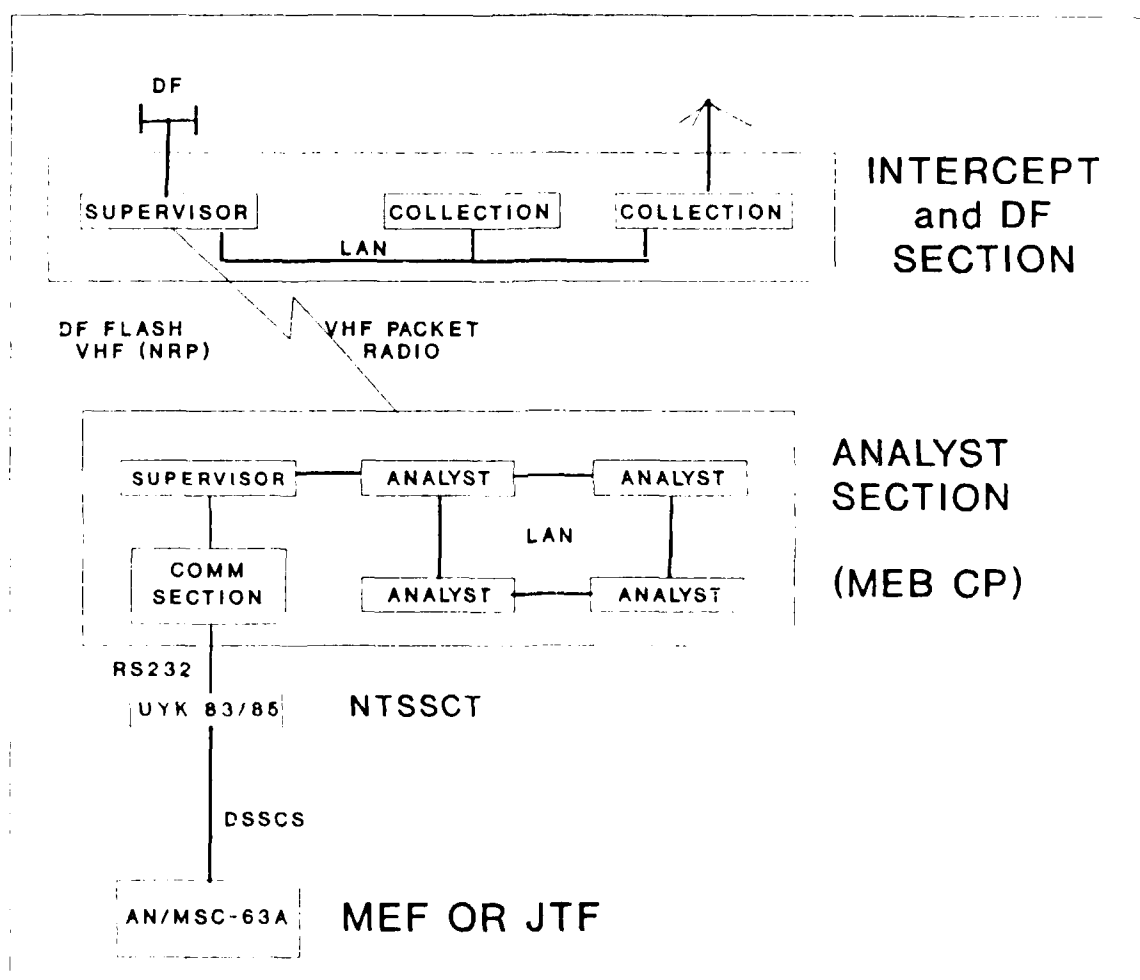 DF
SUPERVISOR
COLLECTION
COLLECTION
LAN
INTERCEPT
and DF
SECTION
DF FLASH
VHF (NRP)
VHF PACKET
RADIO
SUPERVISOR
ANALYST
ANALYST
LAN
COMM
SECTION
ANALYST
ANALYST
ANALYST
SECTION
(MEB CP)
RS232
UYK 83/85
NTSSCT
DSSCS
AN/MSC-63A
MEF OR JTF